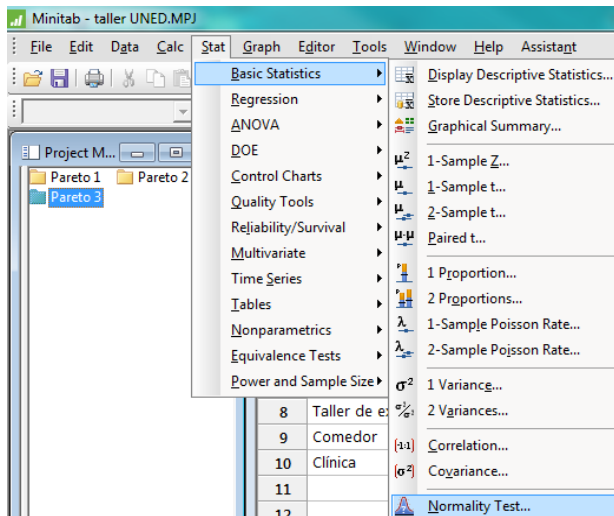 Minitab - taller UNED.MPJ
File Edit Data Calc Stat Graph Editor Tools Window Help Assistant
Project M...
Pareto 1 Pareto 2
Pareto 3
Basic Statistics
Regression
ANOVA
DOE
Control Charts
Quality Tools
Reliability/Survival
Multivariate
Time Series
Tables
Nonparametrics
Equivalence Tests
Power and Sample Size
Display Descriptive Statistics...
Store Descriptive Statistics...
Graphical Summary...
μZ 1-Sample Z...
μ 1-Sample t...
μ 2-Sample t...
μ-μ Paired t...
1 Proportion...
2 Proportions...
λ 1-Sample Poisson Rate...
λ 2-Sample Poisson Rate...
σ² 1 Variance...
2 Variances...
Correlation...
(σ²) Covariance...
Normality Test...
8 Taller de
9 Comedor
10 Clínica
11
12